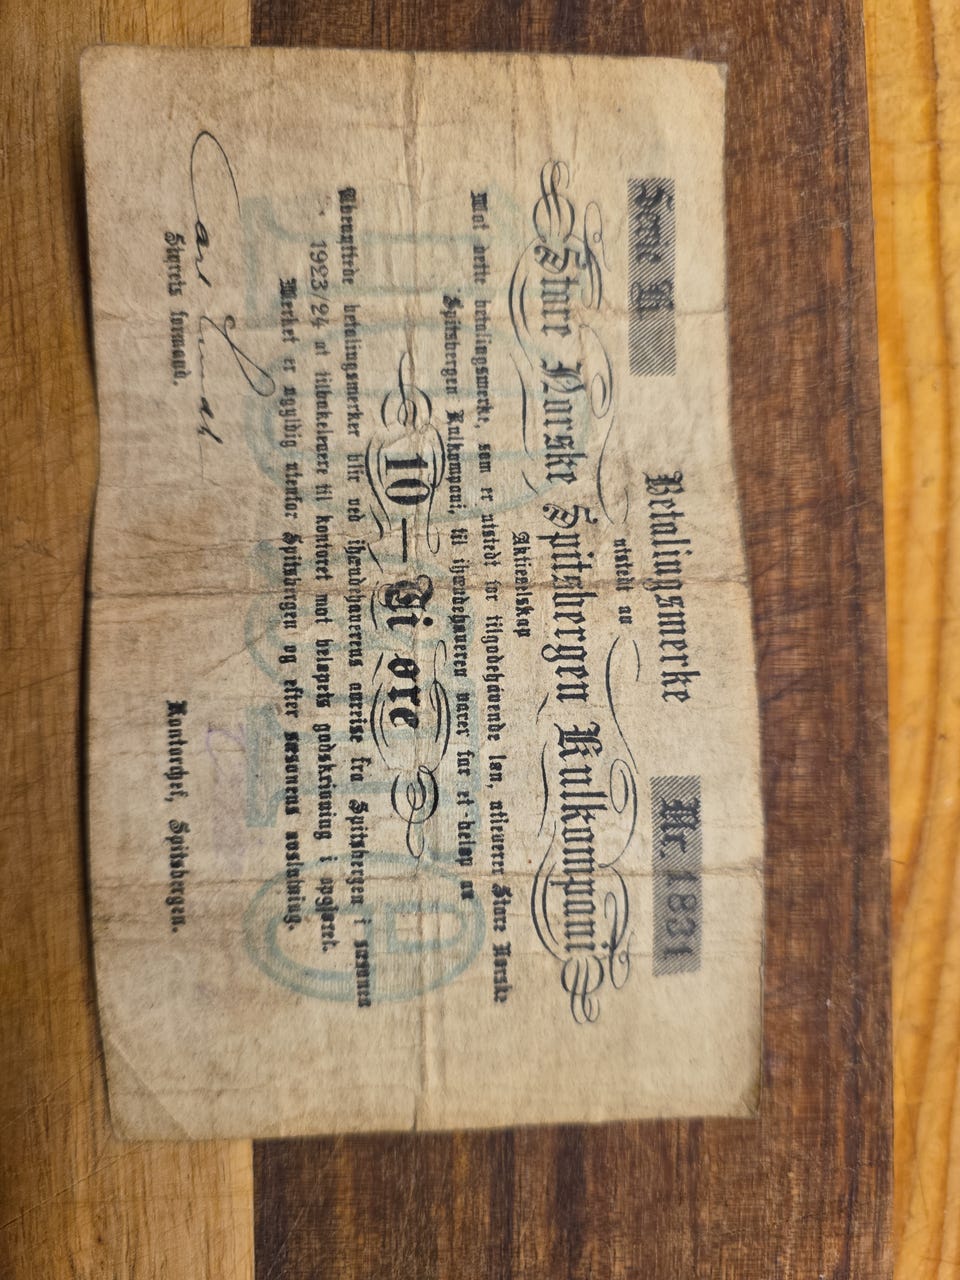 Serie B
Betalingsmerke
Nr. 1831
utstedt av
Store Norske Spitsbergen Kulkompani
Aktieselskap
Mot dette betalingsmerke, som er utstedt for tilgodehavende løn, utleverer Store Norske
Spitsbergen Kulkompani, til ihændehaveren varer for et beløp av
10 — Ti øre
Ubenyttede betalingsmerker blir ved ihændehaverens avreise fra Spitsbergen i sæsonen
1923/24 at tilbakelevere til kontoret mot beløpets godskrivning i opgjøret.
Merket er ugyldig utenfor Spitsbergen og efter sæsonens avslutning.
Styrets formand.
Kontorchef, Spitsbergen.